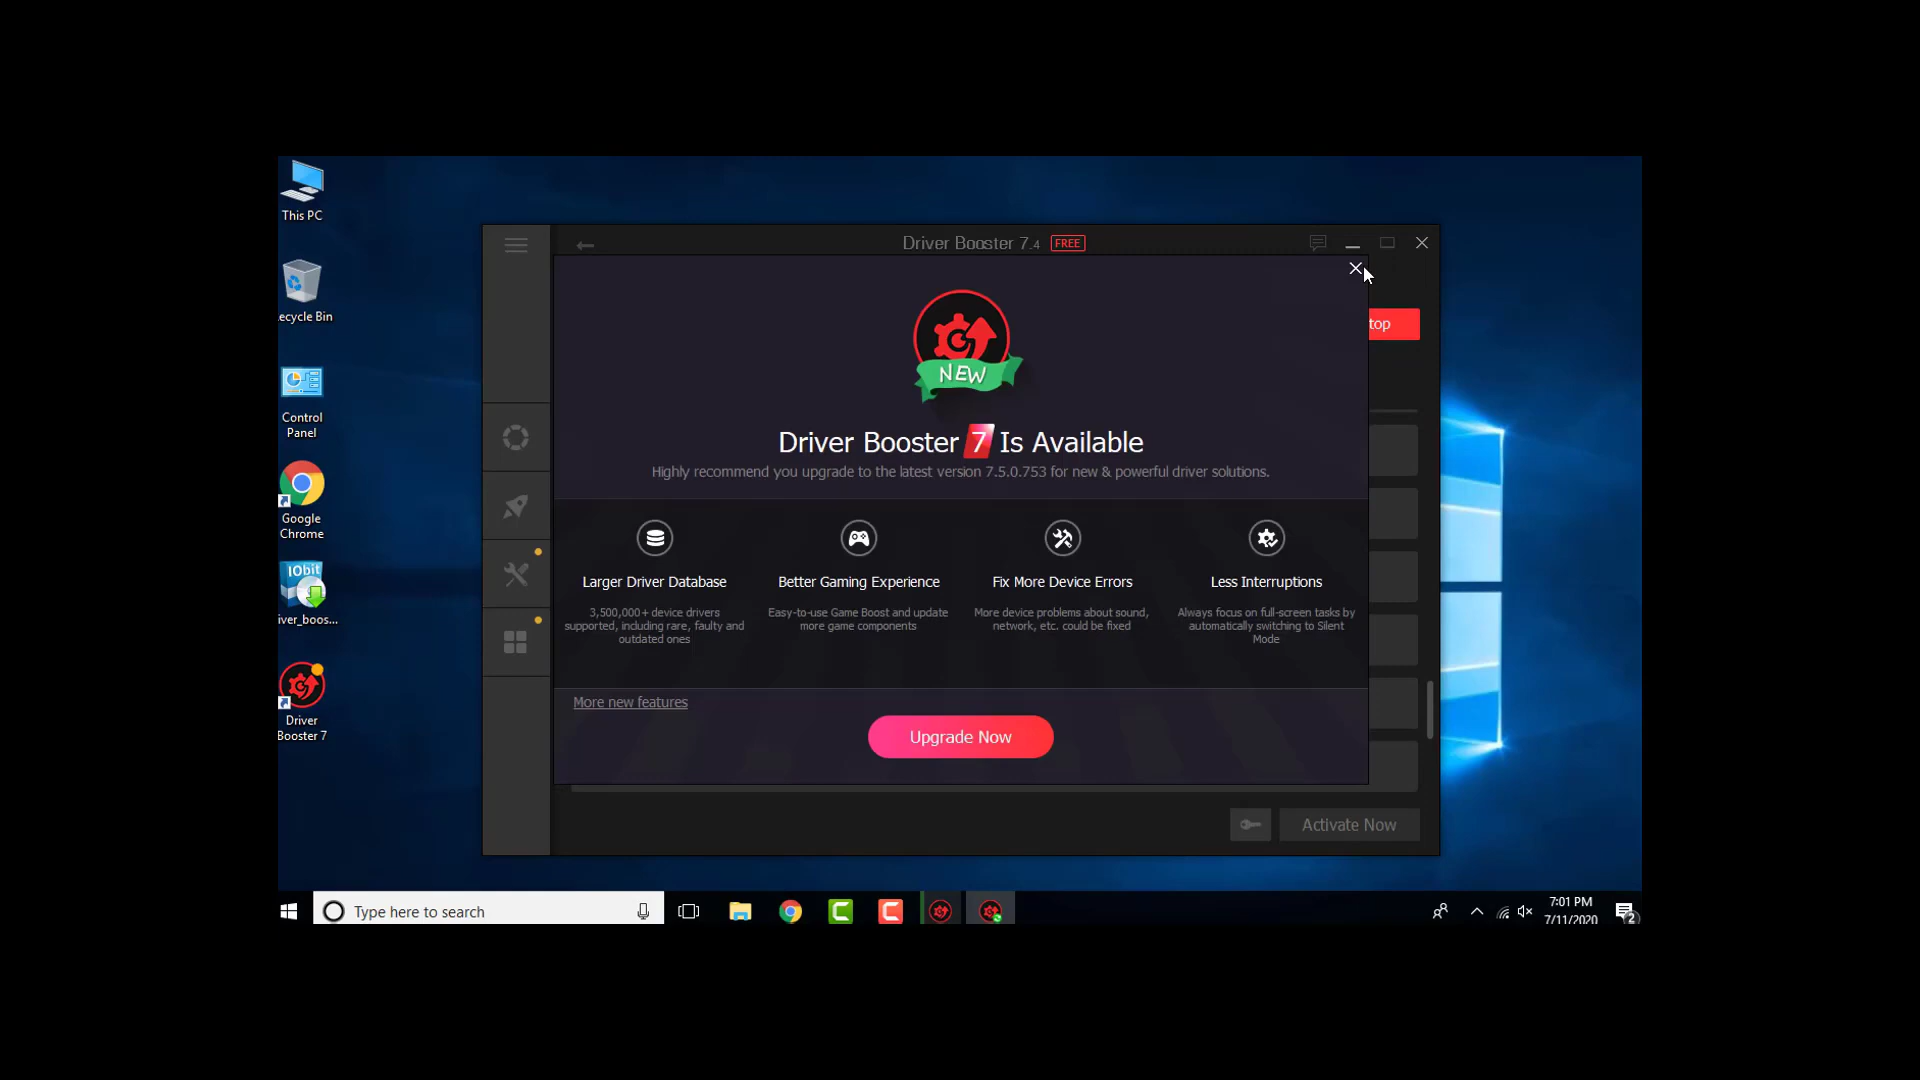 This PC
ecycle Bin
Control
Panel
Google
Chrome
IObit
iver_boos...
Driver
Booster 7
Driver Booster 7.4 FREE
top
NEW
Driver Booster 7 Is Available
Highly recommend you upgrade to the latest version 7.5.0.753 for new & powerful driver solutions.
Larger Driver Database
3,500,000+ device drivers
supported, including rare, faulty and
outdated ones
Better Gaming Experience
Easy-to-use Game Boost and update
more game components
Fix More Device Errors
More device problems about sound,
network, etc. could be fixed
Less Interruptions
Always focus on full-screen tasks by
automatically switching to Silent
Mode
More new features
Upgrade Now
Activate Now
Type here to search
7:01 PM
7/11/2020
2